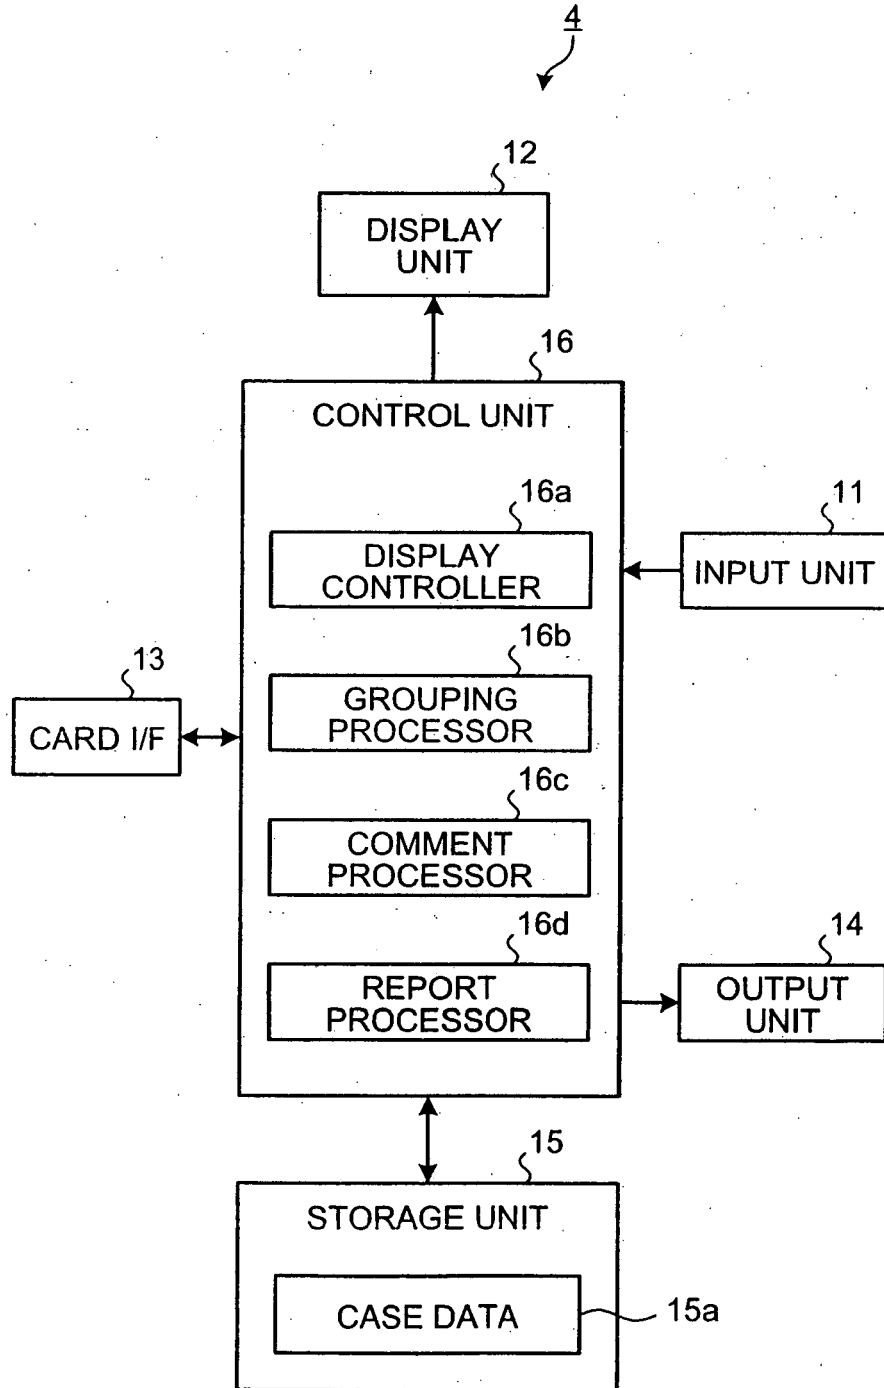 4
12
DISPLAY
UNIT
16
CONTROL UNIT
16a
DISPLAY
CONTROLLER
11
INPUT UNIT
16b
GROUPING
PROCESSOR
13
CARD I/F
16c
COMMENT
PROCESSOR
16d
REPORT
PROCESSOR
14
OUTPUT
UNIT
15
STORAGE UNIT
CASE DATA
15a